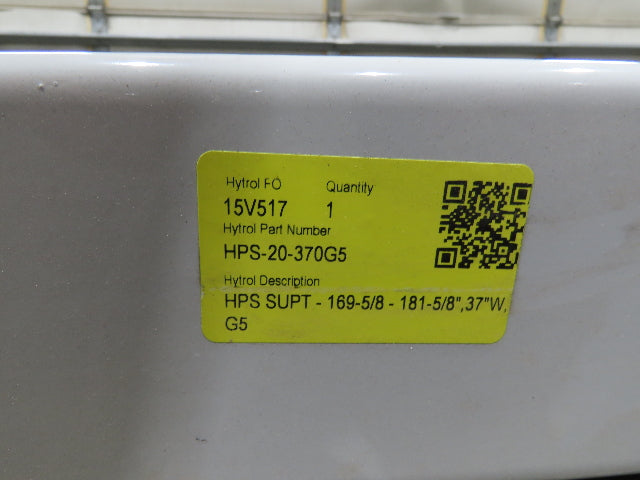 Hytrol FO Quantity
15V517 1
Hytrol Part Number
HPS-20-370G5
Hytrol Description
HPS SUPT - 169-5/8 - 181-5/8",37"W,
G5